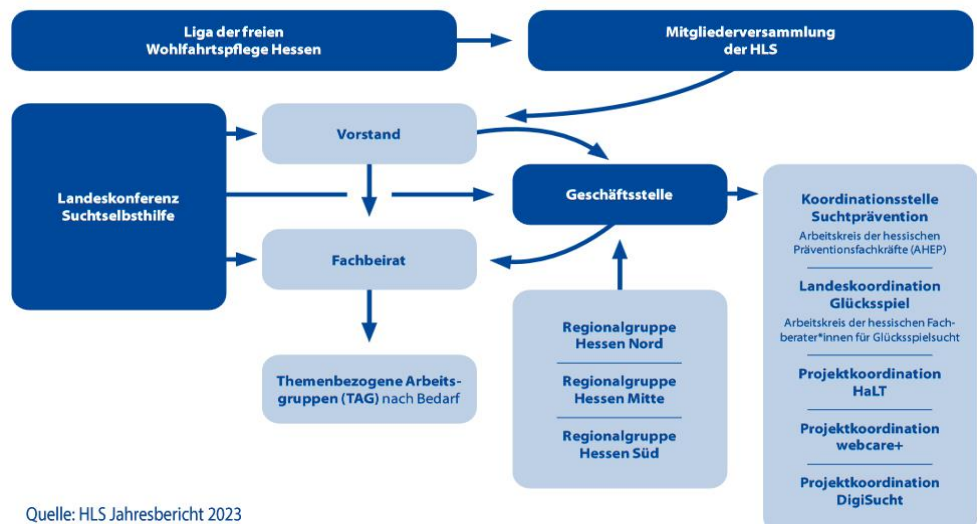 Liga der freien
Wohlfahrtspflege Hessen
Mitgliederversammlung
der HLS
Landeskonferenz
Suchtselbsthilfe
Vorstand
Geschäftsstelle
Fachbeirat
Themenbezogene Arbeits-
gruppen (TAG) nach Bedarf
Regionalgruppe
Hessen Nord
Regionalgruppe
Hessen Mitte
Regionalgruppe
Hessen Süd
Koordinationsstelle
Suchtprävention
Arbeitskreis der hessischen
Präventionsfachkräfte (AHEP)
Landeskoordination
Glücksspiel
Arbeitskreis der hessischen Fach-
berater*innen für Glücksspielsucht
Projektkoordination
HaLT
Projektkoordination
webcare+
Projektkoordination
DigiSucht
Quelle: HLS Jahresbericht 2023